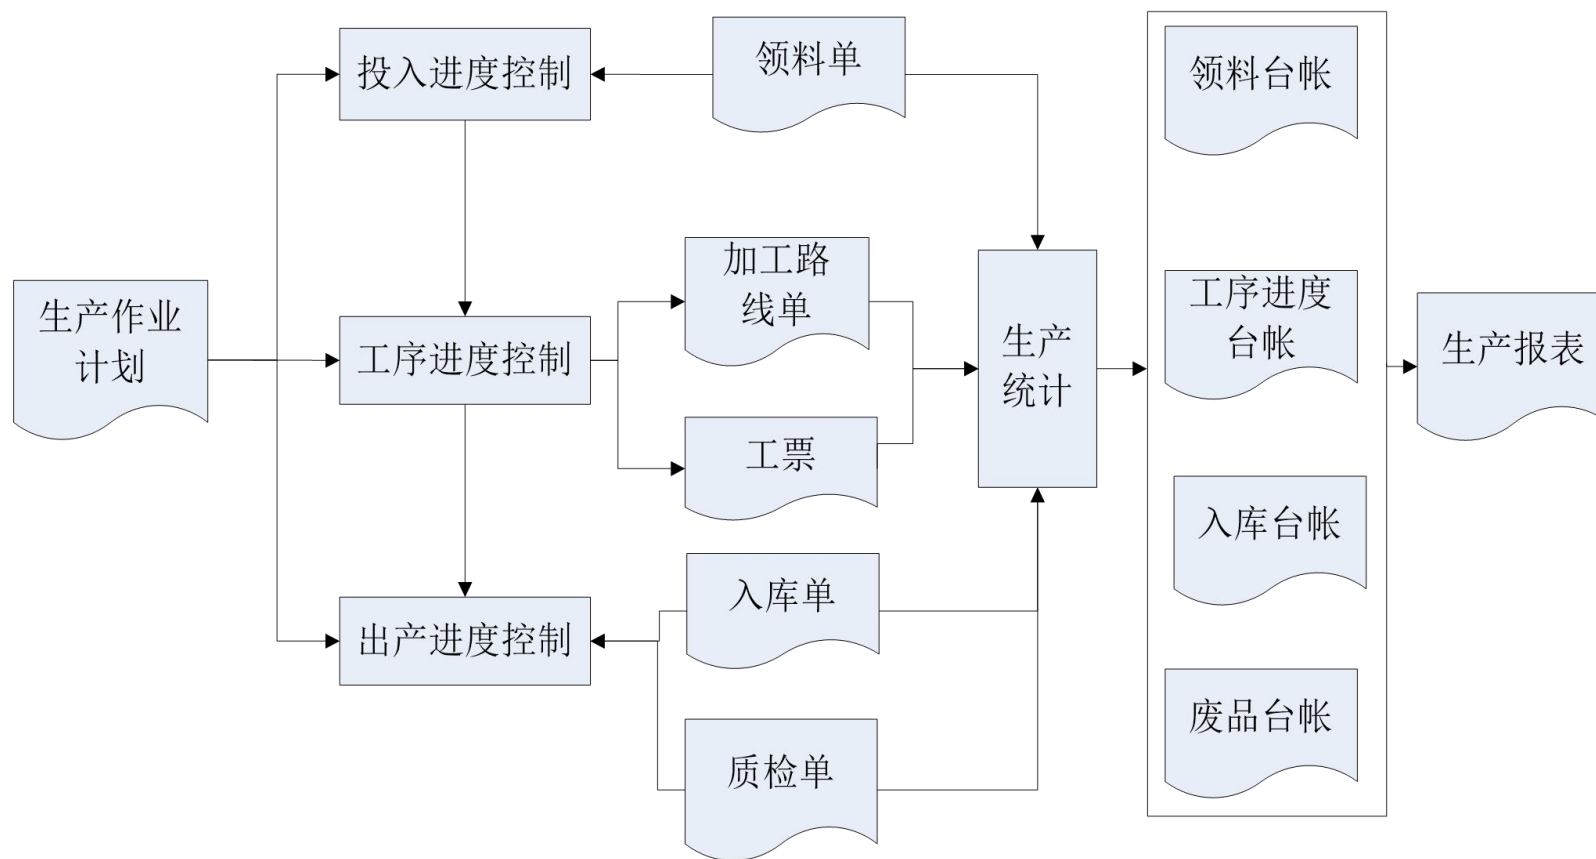 投入进度控制
领料单
领料台帐
生产作业
计划
工序进度控制
加工路
线单
工票
生产
统计
工序进度
台帐
生产报表
入库台帐
出产进度控制
入库单
质检单
废品台帐